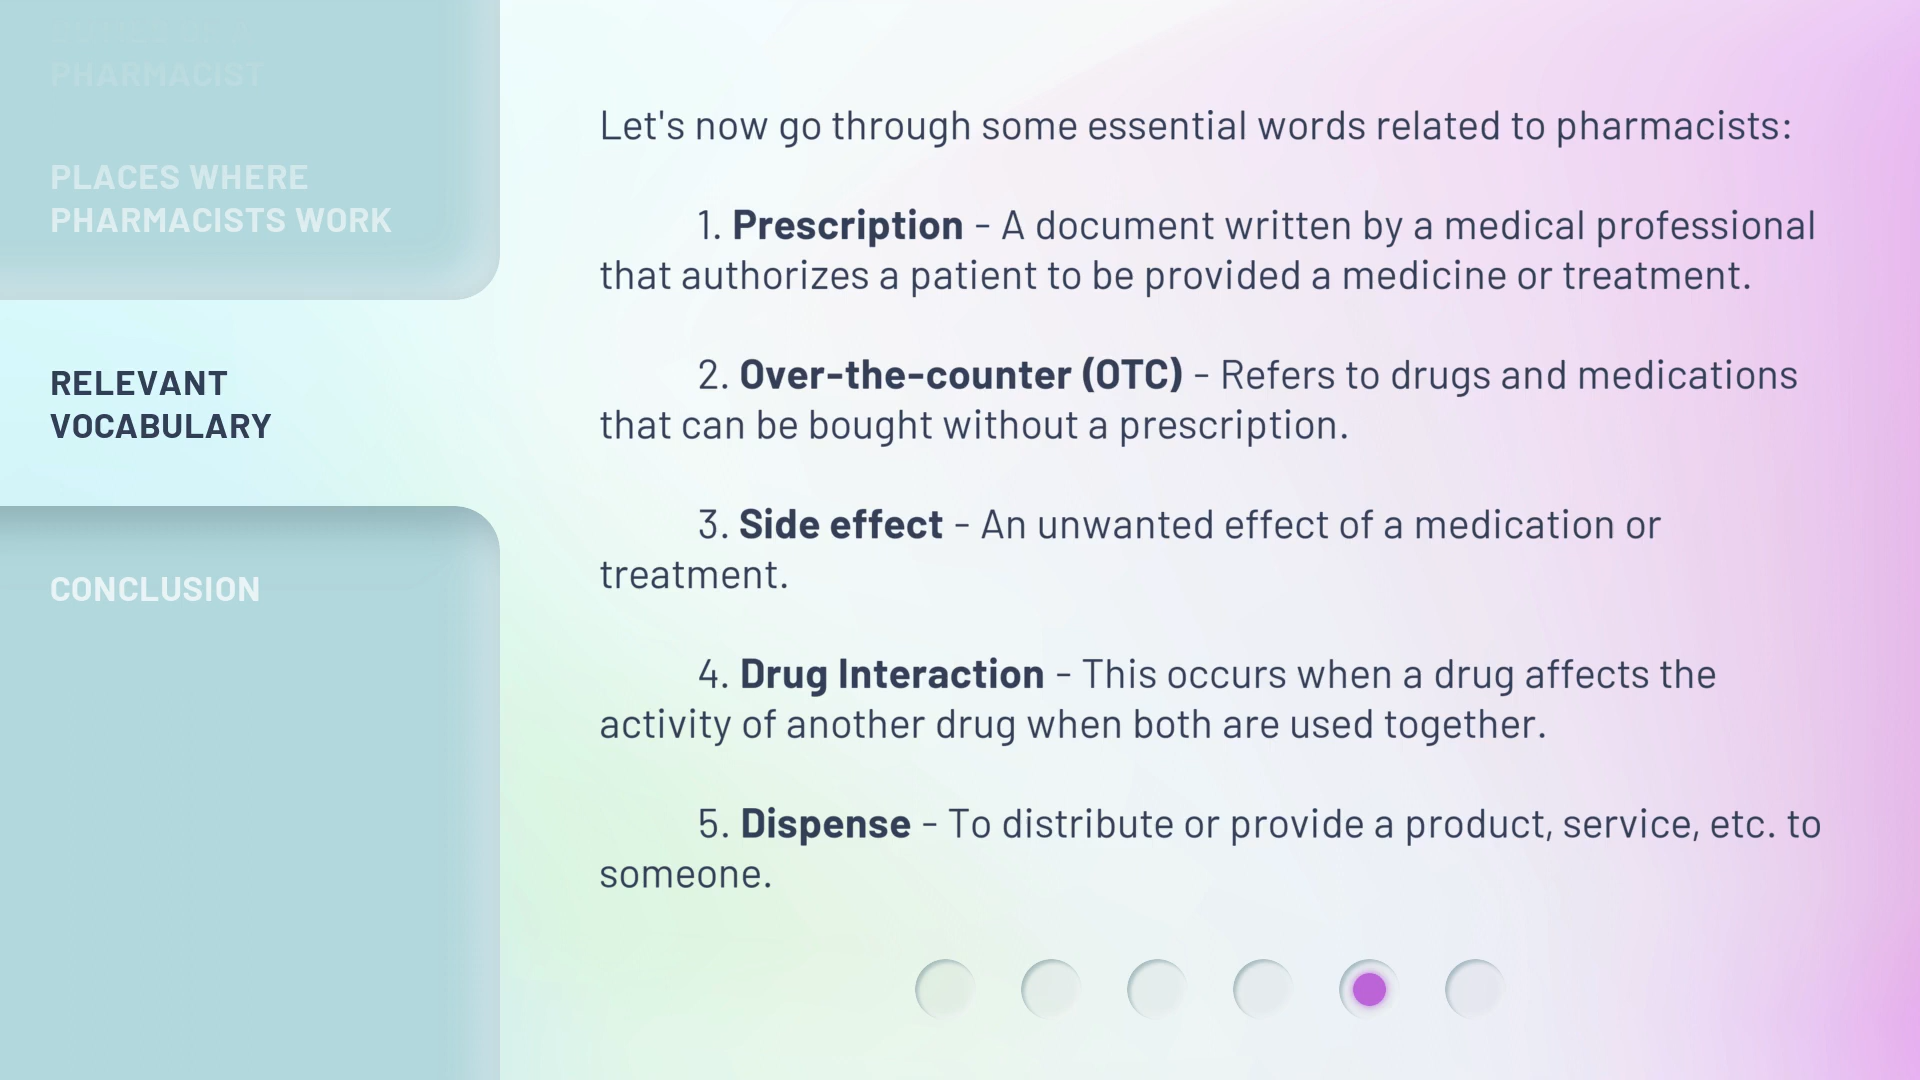 DUTIES OF A
PHARMACIST
PLACES WHERE
PHARMACISTS WORK
RELEVANT
VOCABULARY
CONCLUSION
Let's now go through some essential words related to pharmacists:
1. Prescription - A document written by a medical professional
that authorizes a patient to be provided a medicine or treatment.
2. Over-the-counter (OTC) - Refers to drugs and medications
that can be bought without a prescription.
3. Side effect - An unwanted effect of a medication or
treatment.
4. Drug Interaction - This occurs when a drug affects the
activity of another drug when both are used together.
5. Dispense - To distribute or provide a product, service, etc. to
someone.